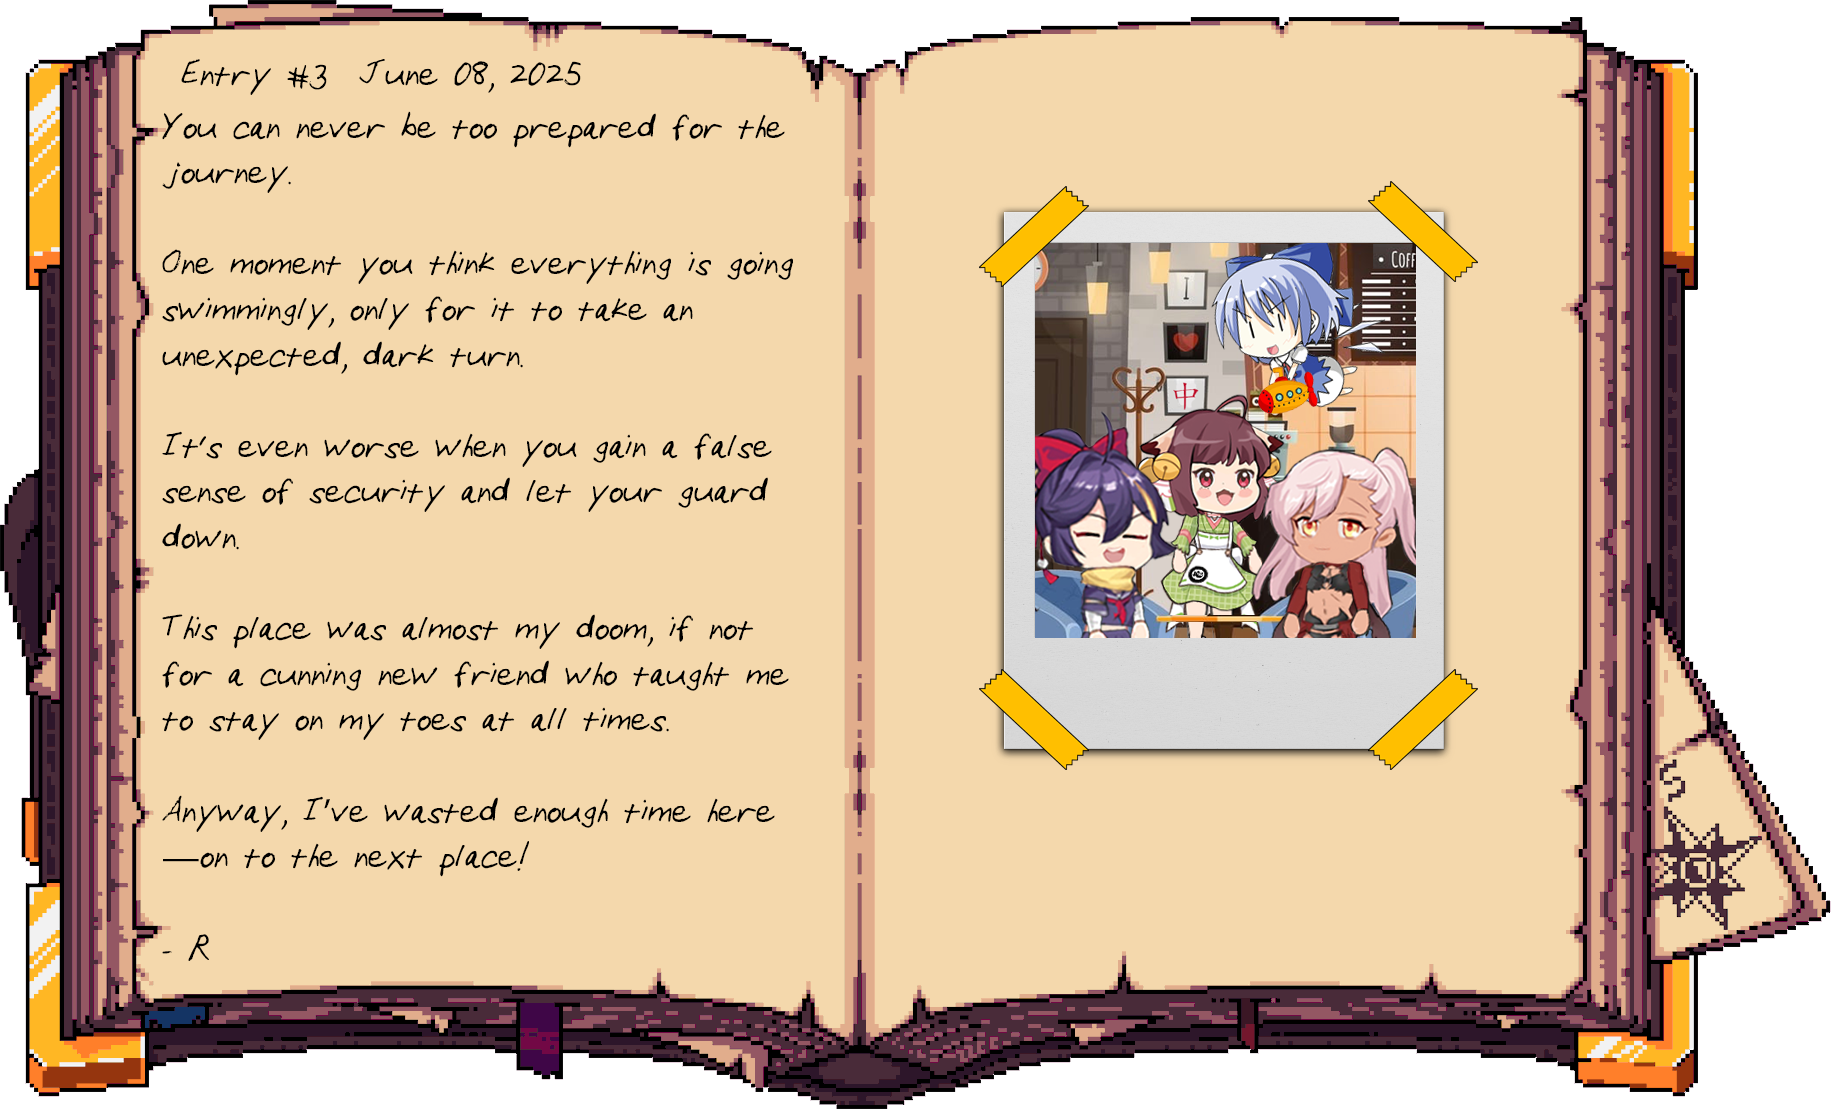 Entry #3 June 08, 2025
You can never be too prepared for the
journey.
One moment you think everything is going
swimmingly, only for it to take an
unexpected, dark turn.
It's even worse when you gain a false
sense of security and let your guard
down.
This place was almost my doom, if not
for a cunning new friend who taught me
to stay on my toes at all times.
Anyway, I've wasted enough time here
—on to the next place!
- R
I
• COFF
中